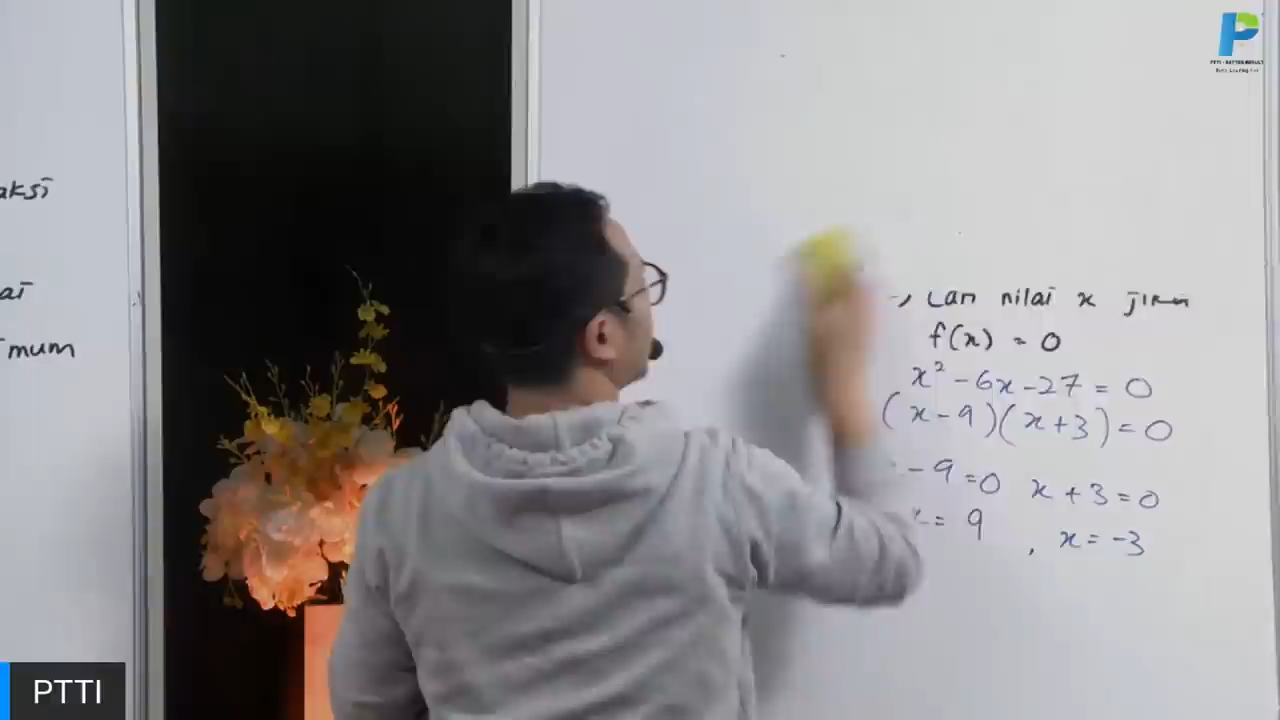 aksi
ai
mum
, Cari nilai x jika
f(x) = 0
x² - 6x - 27 = 0
(x - 9)(x + 3) = 0
- 9 = 0 x + 3 = 0
= 9 , x = -3
PTTI